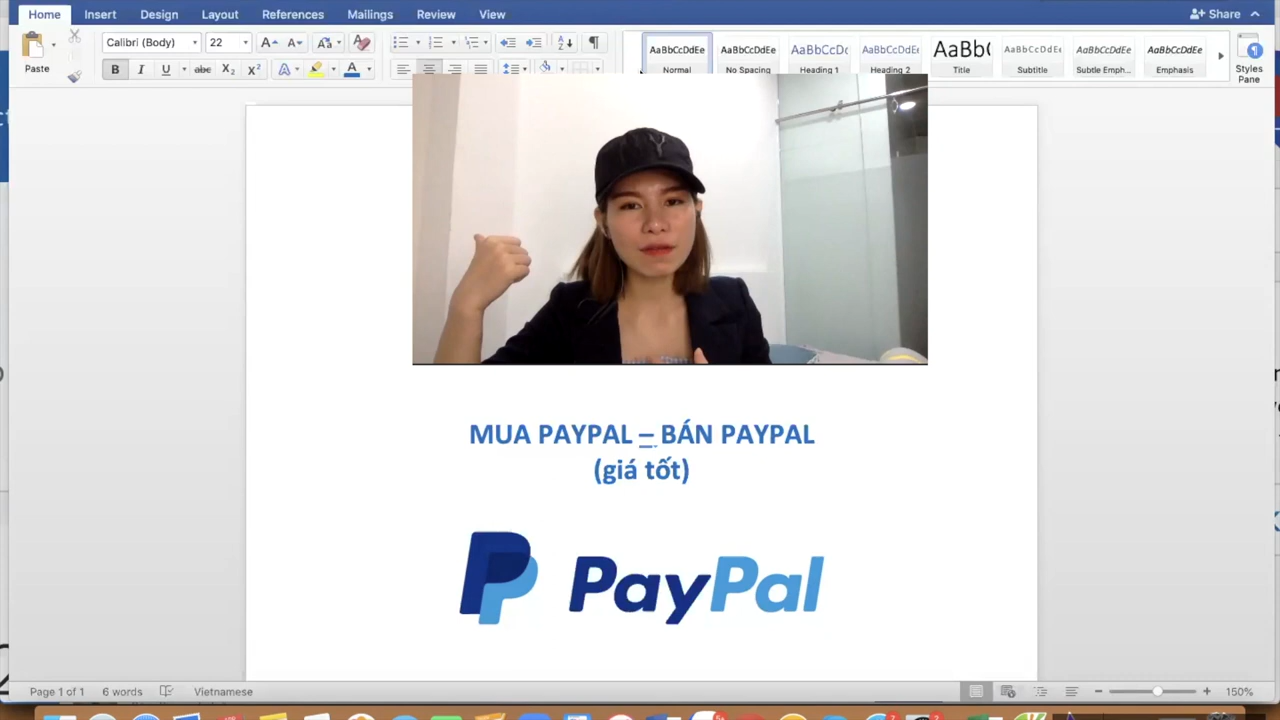 Home Insert Design Layout References Mailings Review View Share
Paste
Calibri (Body) 22
AaBbCcDdEe AaBbCcDdEe AaBbCcDc AaBbCcDdEe AaBbC AaBbCcDdEe AaBbCcDdEe AaBbCcDdEe
Normal No Spacing Heading 1 Heading 2 Title Subtitle Subtle Emph... Emphasis Styles Pane
MUA PAYPAL – BÁN PAYPAL
(giá tốt)
PayPal
Page 1 of 1 6 words Vietnamese 150%